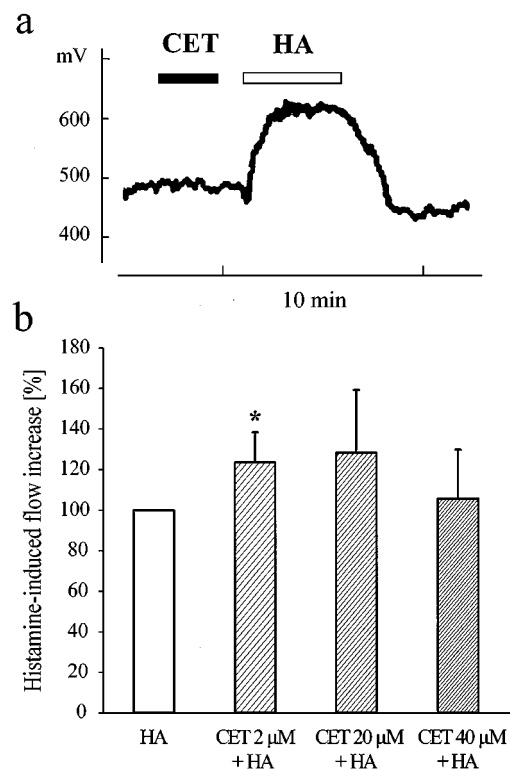 a
CET HA
mV
600
500
400
10 min
b
Histamine-induced flow increase [%]
180
160
140
120
100
80
60
40
20
0
*
HA CET 2 µM CET 20 µM CET 40 µM
+ HA + HA + HA